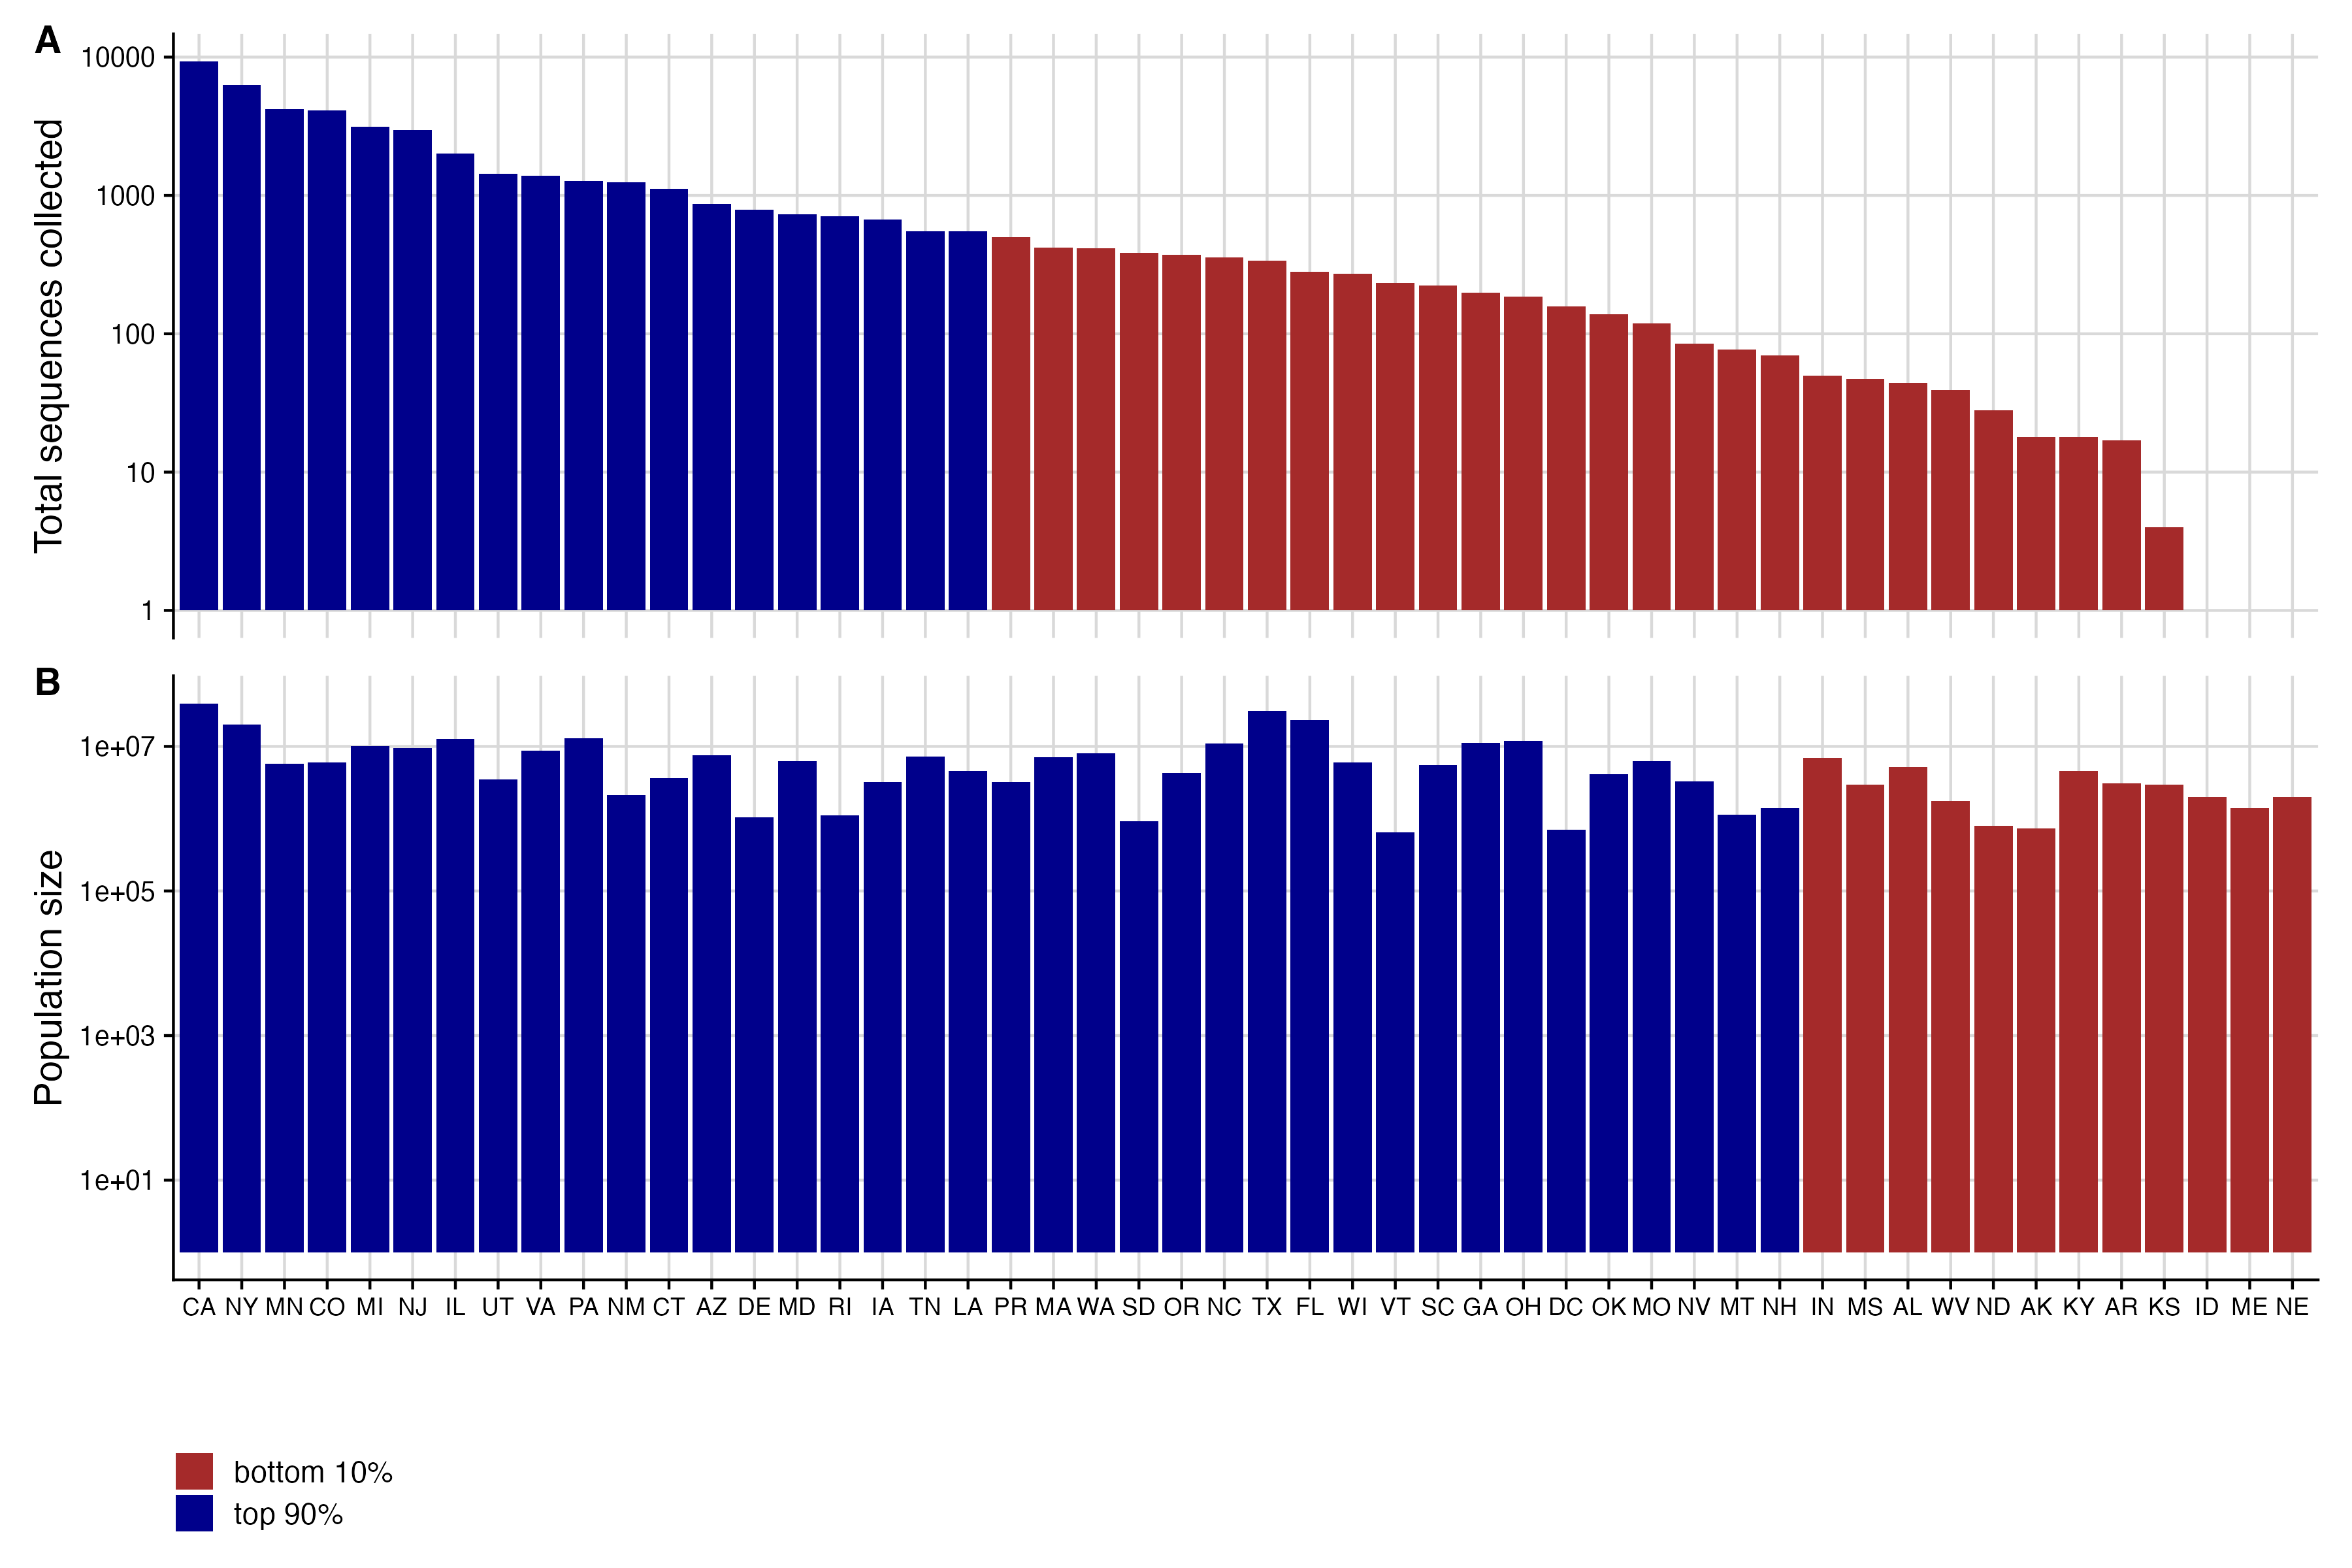 A
Total sequences collected
10000
1000
100
10
1
B
Population size
1e+07
1e+05
1e+03
1e+01
CA NY MN CO MI NJ IL UT VA PA NM CT AZ DE MD RI IA TN LA PR MA WA SD OR NC TX FL WI VT SC GA OH DC OK MO NV MT NH IN MS AL WV ND AK KY AR KS ID ME NE
bottom 10%
top 90%